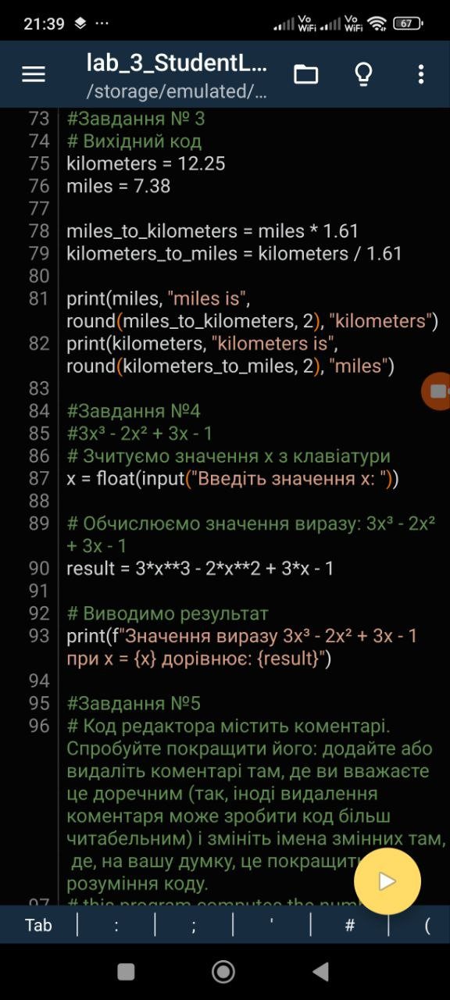 21:39 ... Vo WiFi Vo WiFi 67
lab_3_StudentL...
/storage/emulated/...
73 #Завдання № 3
74 # Вихідний код
75 kilometers = 12.25
76 miles = 7.38
77
78 miles_to_kilometers = miles * 1.61
79 kilometers_to_miles = kilometers / 1.61
80
81 print(miles, "miles is",
round(miles_to_kilometers, 2), "kilometers")
82 print(kilometers, "kilometers is",
round(kilometers_to_miles, 2), "miles")
83
84 #Завдання №4
85 #3x³ - 2x² + 3x - 1
86 # Зчитуємо значення x з клавіатури
87 x = float(input("Введіть значення x: "))
88
89 # Обчислюємо значення виразу: 3x³ - 2x²
+ 3x - 1
90 result = 3*x**3 - 2*x**2 + 3*x - 1
91
92 # Виводимо результат
93 print(f"Значення виразу 3x³ - 2x² + 3x - 1
при x = {x} дорівнює: {result}")
94
95 #Завдання №5
96 # Код редактора містить коментарі.
Спробуйте покращити його: додайте або
видаліть коментарі там, де ви вважаєте
це доречним (так, іноді видалення
коментаря може зробити код більш
читабельним) і змініть імена змінних там,
де, на вашу думку, це
розуміння коду.
97 # this program computes the
Tab : ; ' # (